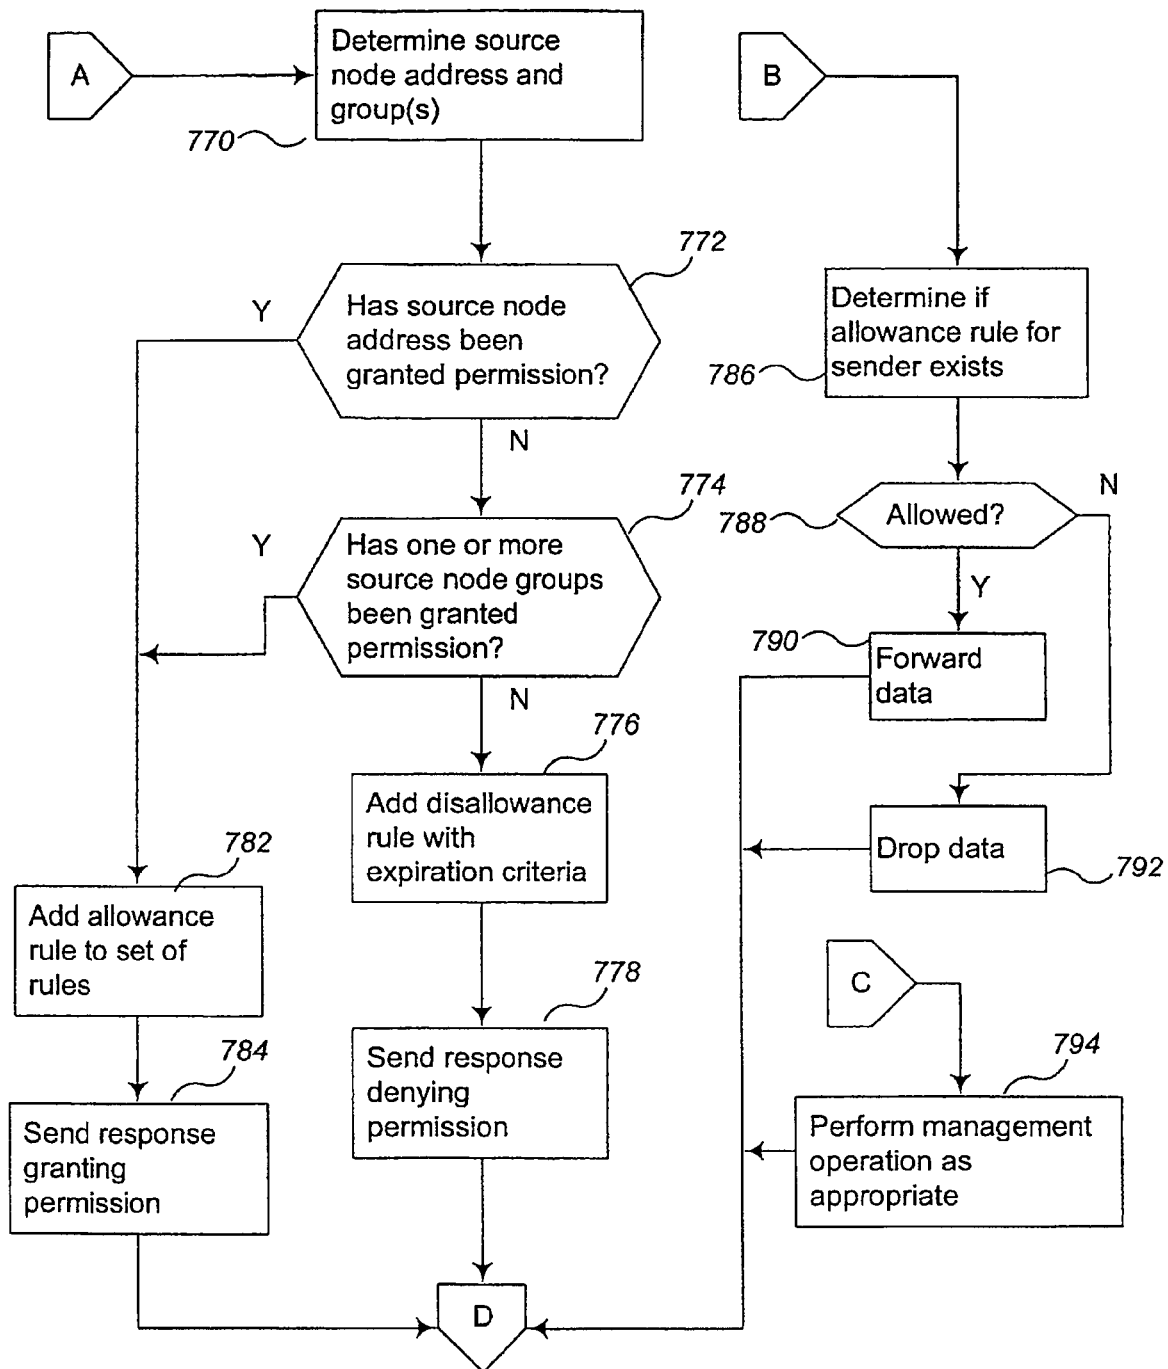 A
Determine source
node address and
group(s)
770
772
Has source node
address been
granted permission?
Y
N
774
Has one or more
source node groups
been granted
permission?
Y
N
776
Add disallowance
rule with
expiration criteria
778
Send response
denying
permission
782
Add allowance
rule to set of
rules
784
Send response
granting
permission
B
Determine if
allowance rule for
sender exists
786
Allowed?
788
N
Y
790
Forward
data
Drop data
792
C
794
Perform management
operation as
appropriate
D